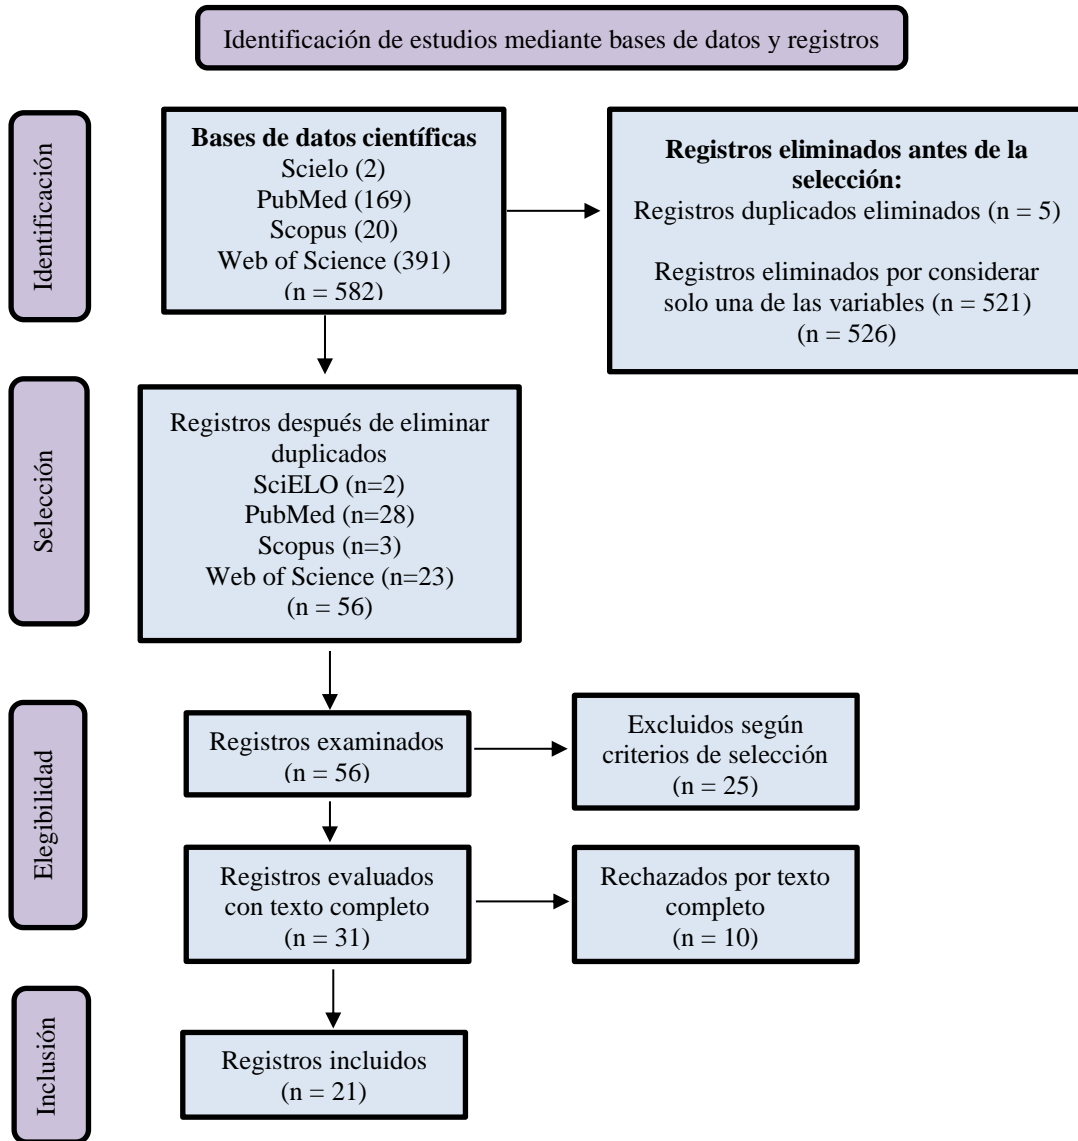 Identificación de estudios mediante bases de datos y registros
Identificación
Bases de datos científicas
Scielo (2)
PubMed (169)
Scopus (20)
Web of Science (391)
(n = 582)
Registros eliminados antes de la
selección:
Registros duplicados eliminados (n = 5)
Registros eliminados por considerar
solo una de las variables (n = 521)
(n = 526)
Selección
Registros después de eliminar
duplicados
SciELO (n=2)
PubMed (n=28)
Scopus (n=3)
Web of Science (n=23)
(n = 56)
Elegibilidad
Registros examinados
(n = 56)
Excluidos según
criterios de selección
(n = 25)
Registros evaluados
con texto completo
(n = 31)
Rechazados por texto
completo
(n = 10)
Inclusión
Registros incluidos
(n = 21)